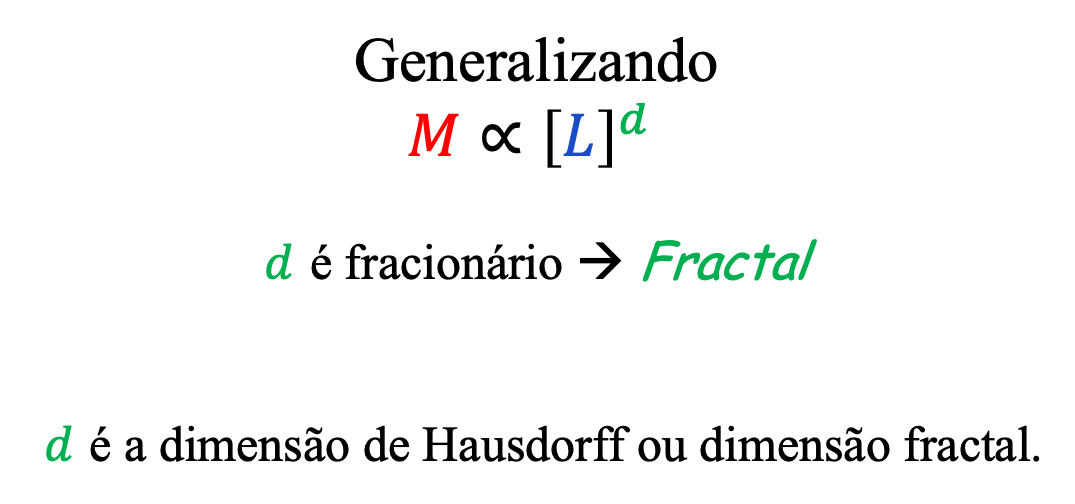 Generalizando
M ∝ [L]^d
d é fracionário → Fractal
d é a dimensão de Hausdorff ou dimensão fractal.